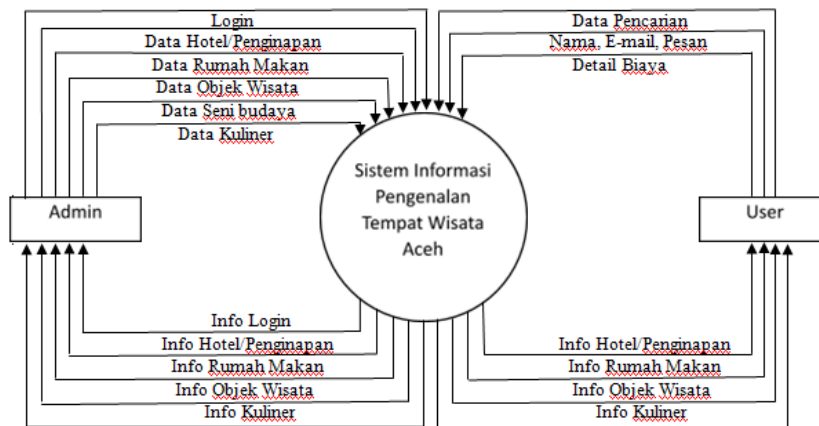 Login
Data Hotel/Penginapan
Data Rumah Makan
Data Objek Wisata
Data Seni budaya
Data Kuliner
Data Pencarian
Nama, E-mail, Pesan
Detail Biaya
Admin
Sistem Informasi
Pengenalan
Tempat Wisata
Aceh
User
Info Login
Info Hotel/Penginapan
Info Rumah Makan
Info Objek Wisata
Info Kuliner
Info Hotel/Penginapan
Info Rumah Makan
Info Objek Wisata
Info Kuliner